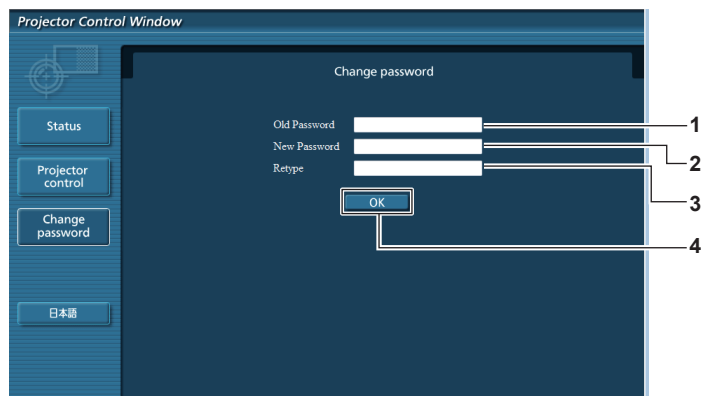 Projector Control Window
Change password
Status
Projector
control
Change
password
日本語
Old Password
New Password
Retype
OK
1
2
3
4